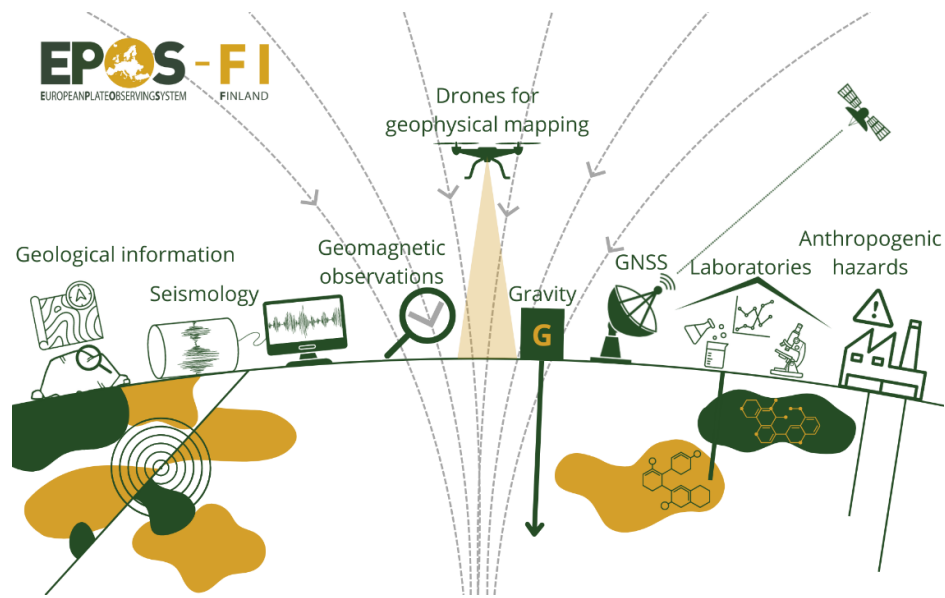 EPOS - FI
EUROPEANPLATEOBSERVINGSYSTEM FINLAND
Drones for
geophysical mapping
Geological information
Seismology
Geomagnetic
observations
Gravity
G
GNSS
Laboratories
Anthropogenic
hazards